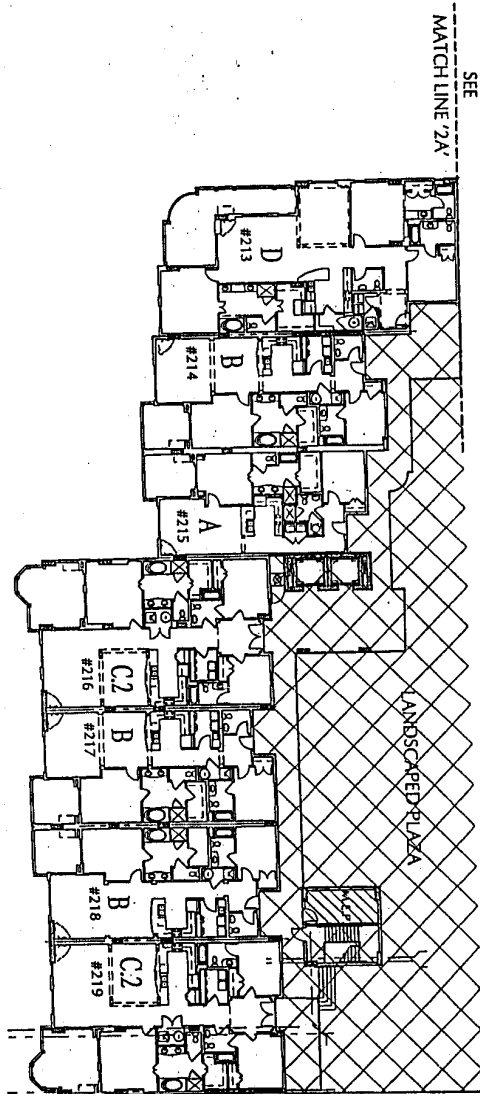 SEE
MATCH LINE '2A'
D
#213
B
#214
A
#215
C.2
#216
B
#217
B
#218
C.2
#219
LANDSCAPED PLAZA